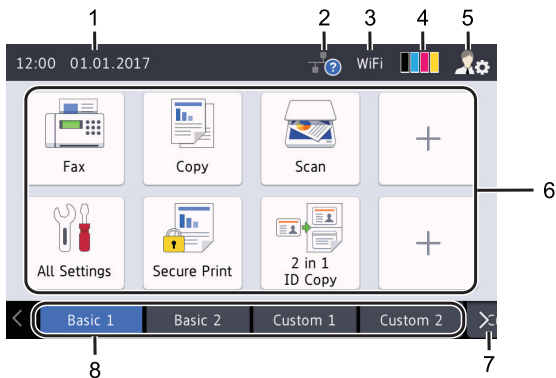 1 2 3 4 5
12:00 01.01.2017 ? WiFi
Fax Copy Scan +
6
All Settings Secure Print 2 in 1
ID Copy +
Basic 1 Basic 2 Custom 1 Custom 2
8 7